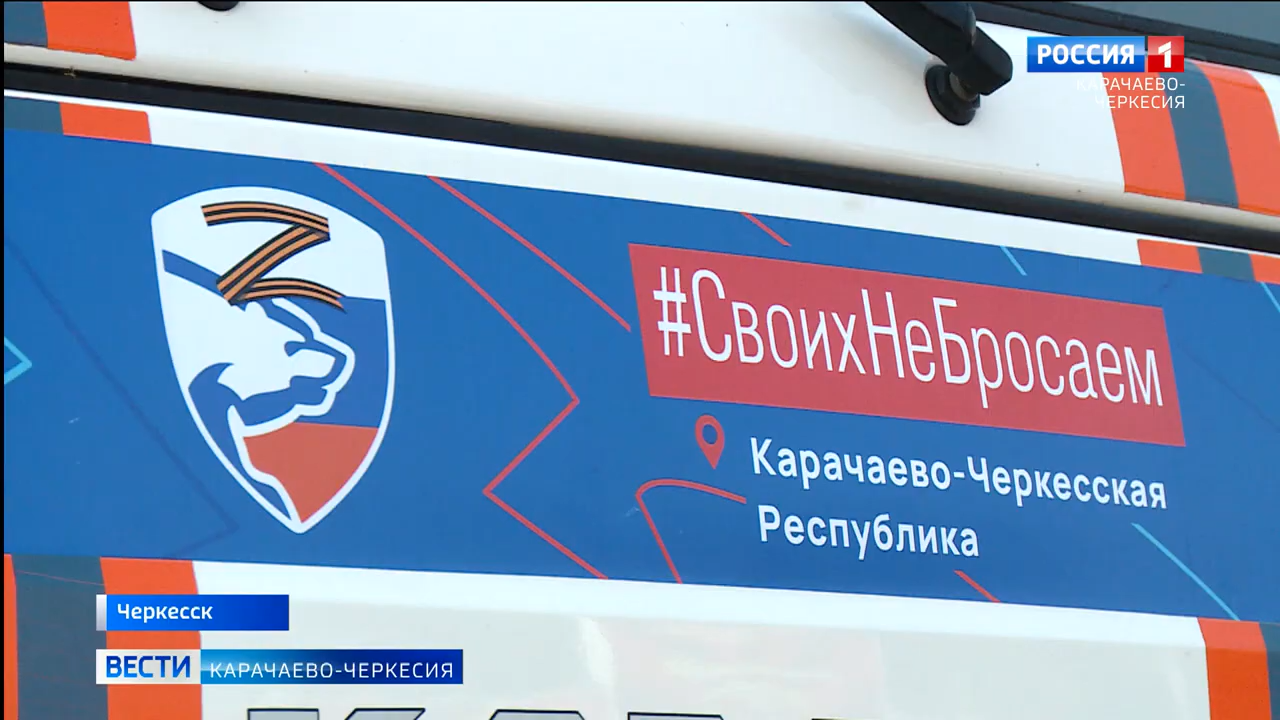 РОССИЯ 1
КАРАЧАЕВО-
ЧЕРКЕСИЯ
Z
#СвоихНеБросаем
Карачаево-Черкесская
Республика
Черкесск
ВЕСТИ КАРАЧАЕВО-ЧЕРКЕСИЯ